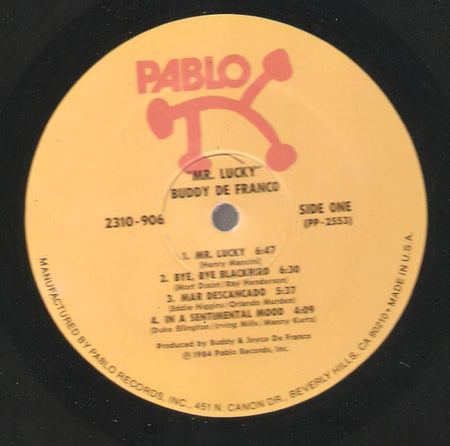 PABLO
"MR. LUCKY"
BUDDY DE FRANCO
2310-906
SIDE ONE
(PP-2553)
1. MR. LUCKY 6:47
(Henry Mancini)
2. BYE, BYE BLACKBIRD 6:30
(Mort Dixon/Ray Henderson)
3. MAR DESCANCADO 5:37
(Eddie Higgins/Orlando Murden)
4. IN A SENTIMENTAL MOOD 4:09
(Duke Ellington/Irving Mills/Manny Kurtz)
Produced by Buddy & Joyce De Franco
© 1984 Pablo Records, Inc.
MANUFACTURED BY PABLO RECORDS, INC., 451 N. CANON DR., BEVERLY HILLS, CA 90210 • MADE IN U.S.A.